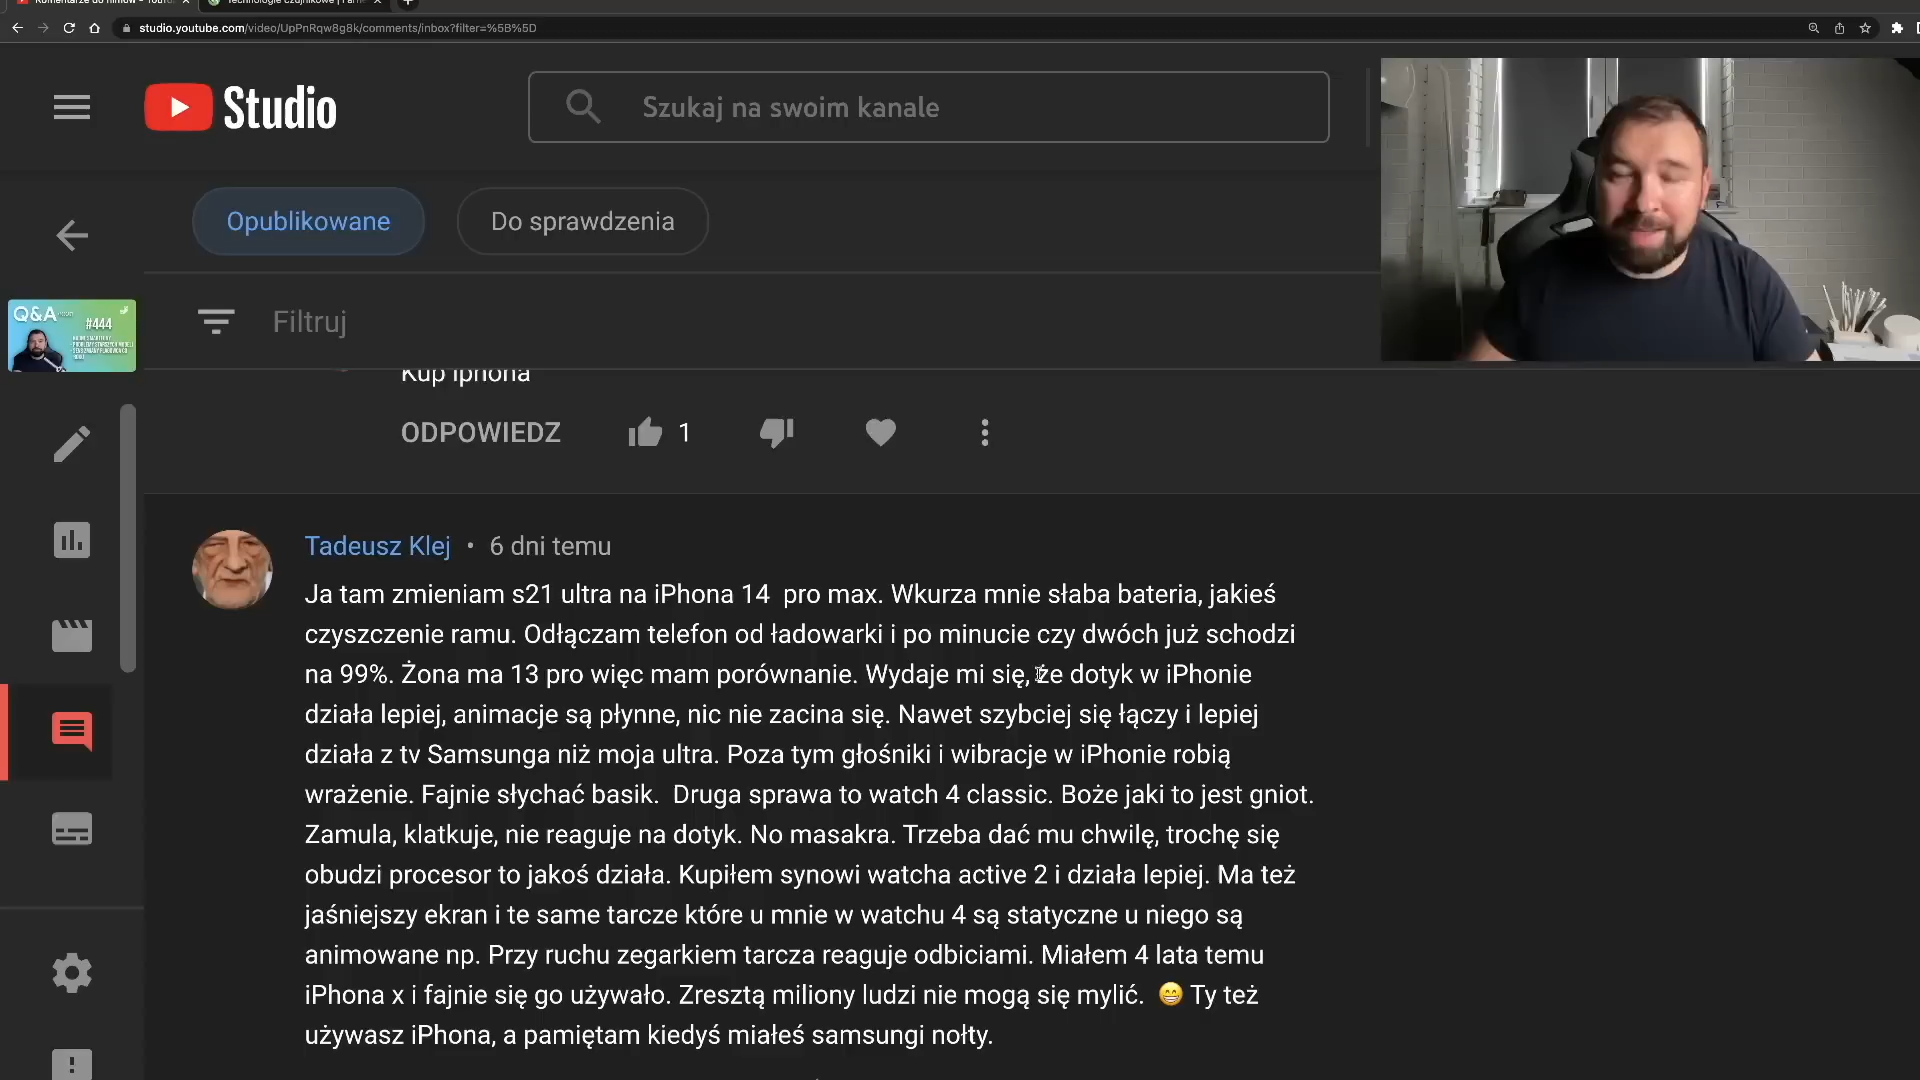 studio.youtube.com/video/UpPnRqw8g8k/comments/inbox?filter=%5B%5D
Studio
Szukaj na swoim kanale
Opublikowane
Do sprawdzenia
Q&A
#444
Filtruj
Kup iphona
ODPOWIEDZ
1
Tadeusz Klej • 6 dni temu
Ja tam zmieniam s21 ultra na iPhona 14 pro max. Wkurza mnie słaba bateria, jakieś
czyszczenie ramu. Odłączam telefon od ładowarki i po minucie czy dwóch już schodzi
na 99%. Żona ma 13 pro więc mam porównanie. Wydaje mi się, że dotyk w iPhonie
działa lepiej, animacje są płynne, nic nie zacina się. Nawet szybciej się łączy i lepiej
działa z tv Samsunga niż moja ultra. Poza tym głośniki i wibracje w iPhonie robią
wrażenie. Fajnie słychać basik. Druga sprawa to watch 4 classic. Boże jaki to jest gniot.
Zamula, klatkuje, nie reaguje na dotyk. No masakra. Trzeba dać mu chwilę, trochę się
obudzi procesor to jakoś działa. Kupiłem synowi watcha active 2 i działa lepiej. Ma też
jaśniejszy ekran i te same tarcze które u mnie w watchu 4 są statyczne u niego są
animowane np. Przy ruchu zegarkiem tarcza reaguje odbiciami. Miałem 4 lata temu
iPhona x i fajnie się go używało. Zresztą miliony ludzi nie mogą się mylić. 😁 Ty też
używasz iPhona, a pamiętam kiedyś miałeś samsungi nołty.